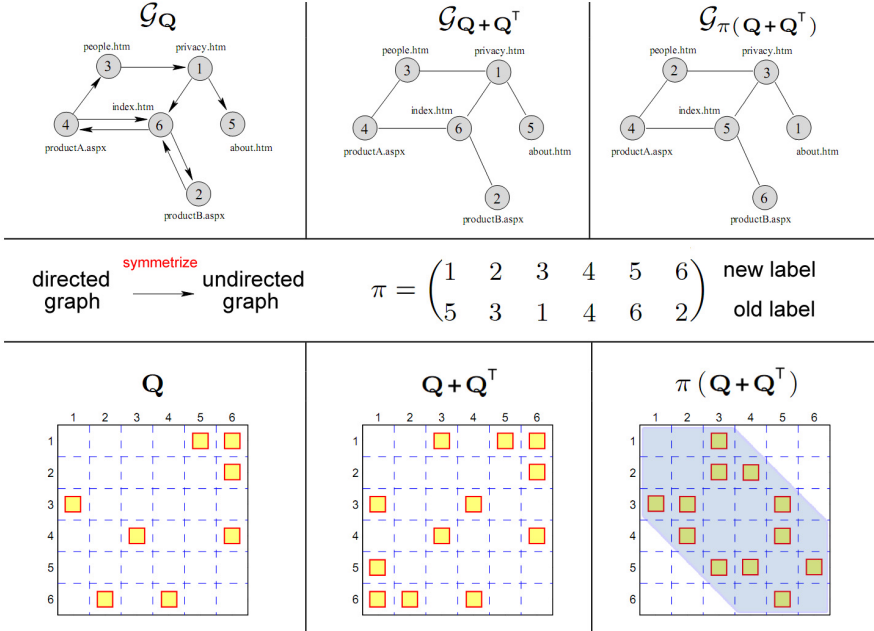 𝒢_Q
people.htm
privacy.htm
3
1
index.htm
4
6
5
productA.aspx
about.htm
2
productB.aspx
𝒢_{Q+Q^T}
people.htm
privacy.htm
3
1
index.htm
4
6
5
productA.aspx
about.htm
2
productB.aspx
𝒢_{π(Q+Q^T)}
people.htm
privacy.htm
2
3
index.htm
4
5
1
productA.aspx
about.htm
6
productB.aspx
symmetrize
directed undirected
graph graph
π = (1 2 3 4 5 6) new label
(5 3 1 4 6 2) old label
Q
1 2 3 4 5 6
1
2
3
4
5
6
Q+Q^T
1 2 3 4 5 6
1
2
3
4
5
6
π(Q+Q^T)
1 2 3 4 5 6
1
2
3
4
5
6